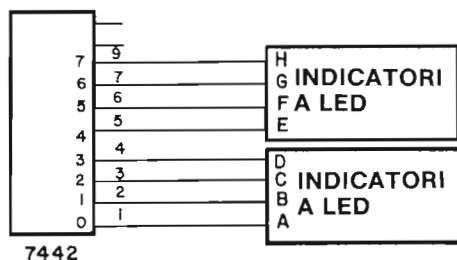 7 9 H
6 7 G INDICATORI
5 6 F A LED
4 5 E
3 4 D
2 3 C INDICATORI
1 2 B A LED
0 1 A
7442